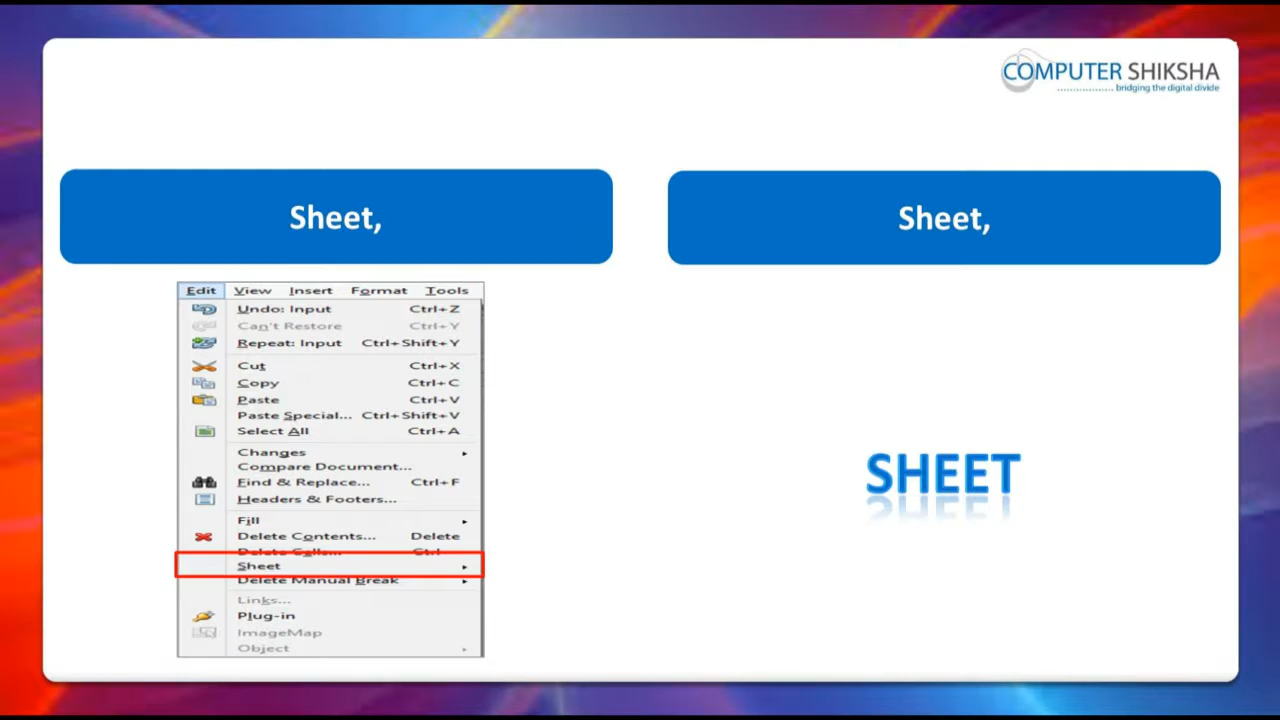 COMPUTER SHIKSHA
bridging the digital divide
Sheet,
Sheet,
Edit View Insert Format Tools
Undo: Input Ctrl+Z
Can't Restore Ctrl+Y
Repeat: Input Ctrl+Shift+Y
Cut Ctrl+X
Copy Ctrl+C
Paste Ctrl+V
Paste Special... Ctrl+Shift+V
Select All Ctrl+A
Changes
Compare Document...
Find & Replace... Ctrl+F
Headers & Footers...
Fill
Delete Contents... Delete
Delete Cells... Ctrl
Sheet
Delete Manual Break
Links...
Plug-in
ImageMap
Object
SHEET